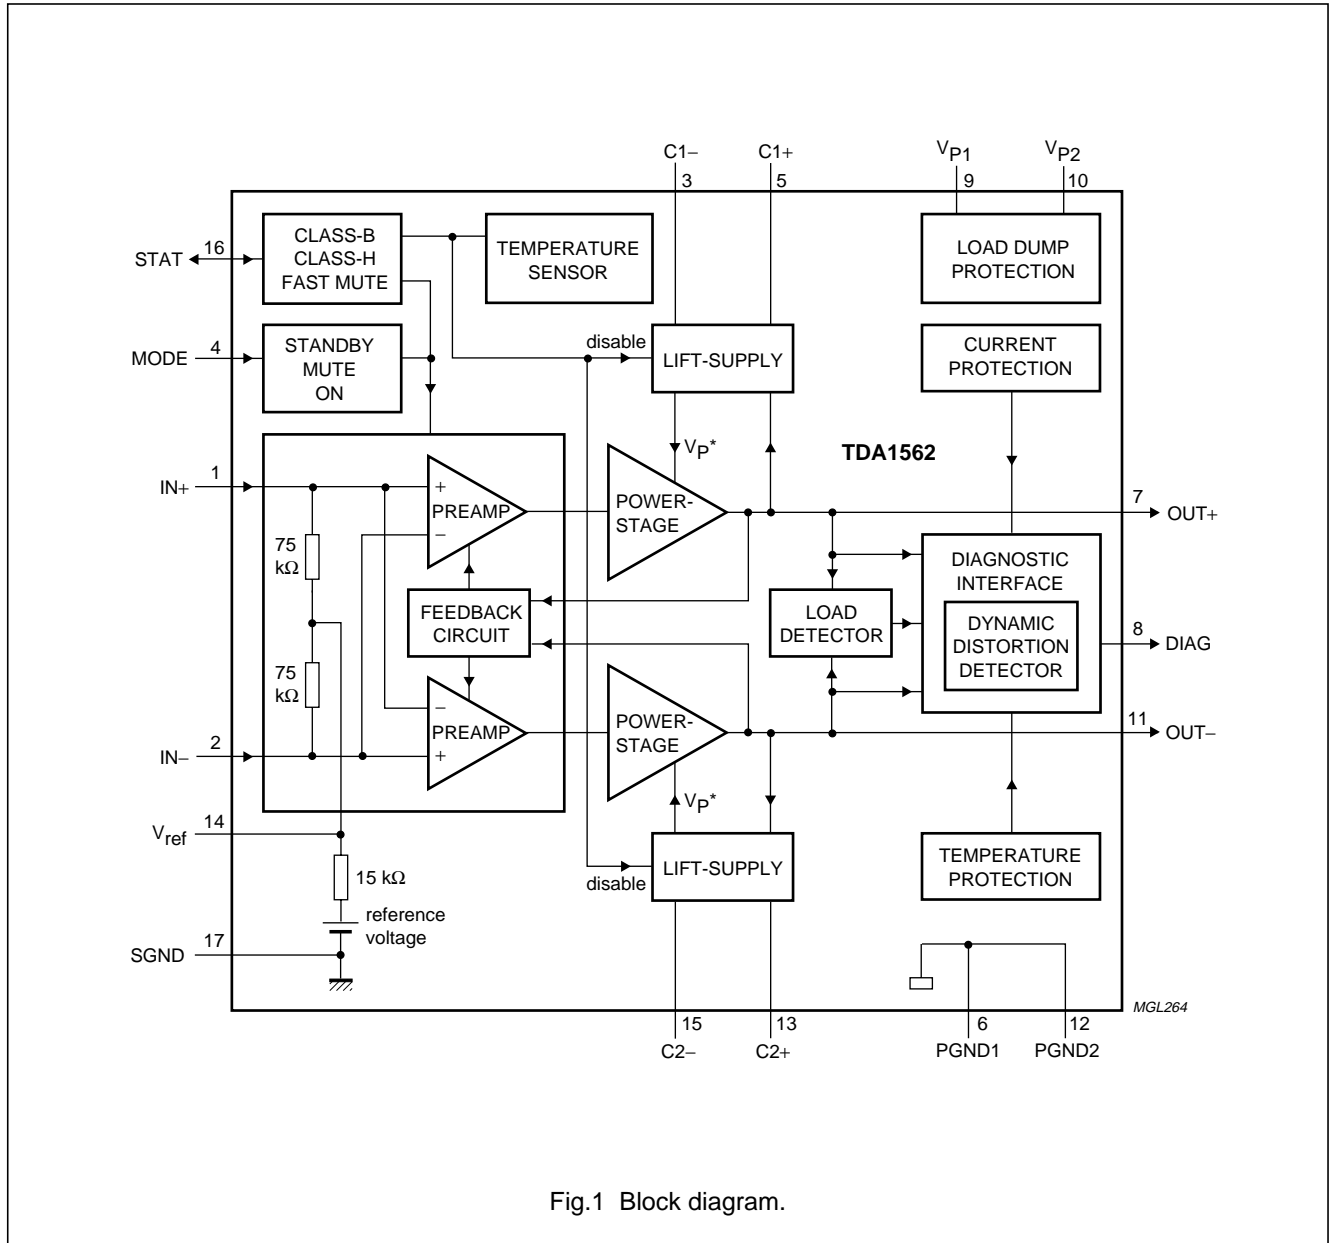 C1− C1+ VP1 VP2
3 5 9 10
STAT 16
CLASS-B
CLASS-H
FAST MUTE
TEMPERATURE
SENSOR
LOAD DUMP
PROTECTION
MODE 4
STANDBY
MUTE
ON
disable
LIFT-SUPPLY
CURRENT
PROTECTION
VP*
TDA1562
IN+ 1
+
PREAMP
−
POWER-
STAGE
7 OUT+
75
kΩ
FEEDBACK
CIRCUIT
LOAD
DETECTOR
DIAGNOSTIC
INTERFACE
DYNAMIC
DISTORTION
DETECTOR
8 DIAG
75
kΩ
−
PREAMP
+
POWER-
STAGE
11 OUT−
IN− 2
VP*
Vref 14
15 kΩ
disable
LIFT-SUPPLY
TEMPERATURE
PROTECTION
reference
voltage
SGND 17
MGL264
15 13 6 12
C2− C2+ PGND1 PGND2
Fig.1 Block diagram.